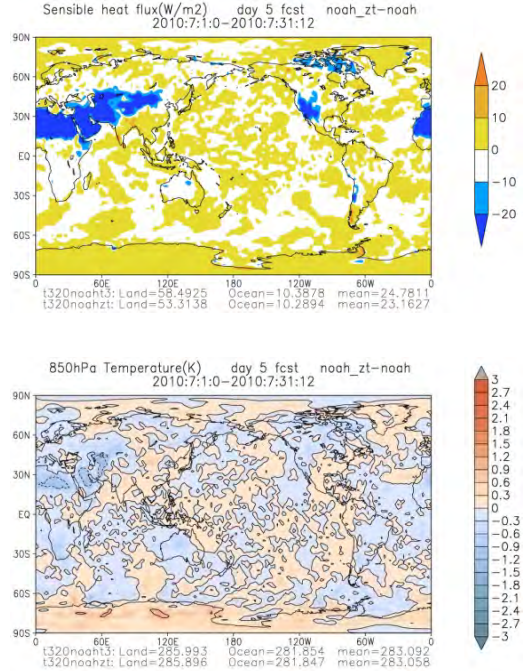 Sensible heat flux(W/m2) day 5 fcst noah_zt-noah
2010:7:1:0-2010:7:31:12
90N
60N
30N
EQ
30S
60S
90S
0 60E 120E 180 120W 60W 0
20
10
0
-10
-20
t320noaht3: Land=58.4925 Ocean=10.3878 mean=24.7811
t320noahzt: Land=53.3138 Ocean=10.2894 mean=23.1627
850hPa Temperature(K) day 5 fcst noah_zt-noah
2010:7:1:0-2010:7:31:12
90N
60N
30N
EQ
30S
60S
90S
0 60E 120E 180 120W 60W 0
3
2.7
2.4
2.1
1.8
1.5
1.2
0.9
0.6
0.3
0
-0.3
-0.6
-0.9
-1.2
-1.5
-1.8
-2.1
-2.4
-2.7
-3
t320noaht3: Land=285.993 Ocean=281.854 mean=283.092
t320noahzt: Land=285.896 Ocean=281.847 mean=283.058